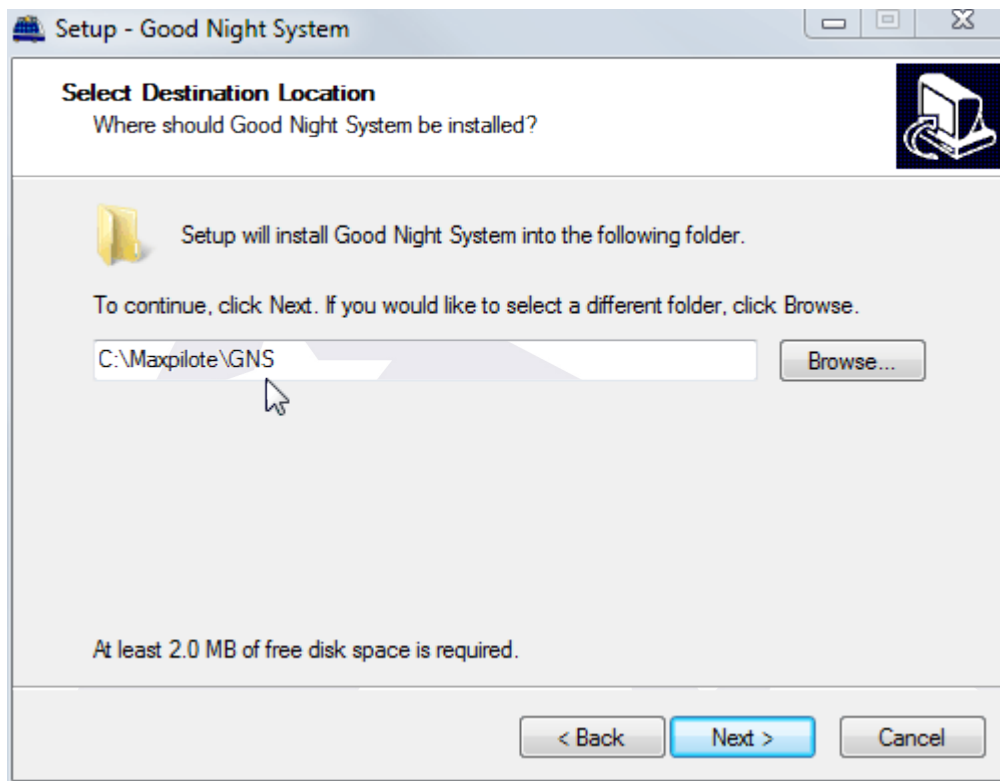 Setup - Good Night System
Select Destination Location
Where should Good Night System be installed?
Setup will install Good Night System into the following folder.
To continue, click Next. If you would like to select a different folder, click Browse.
C:\Maxpilote\GNS
Browse...
At least 2.0 MB of free disk space is required.
< Back
Next >
Cancel